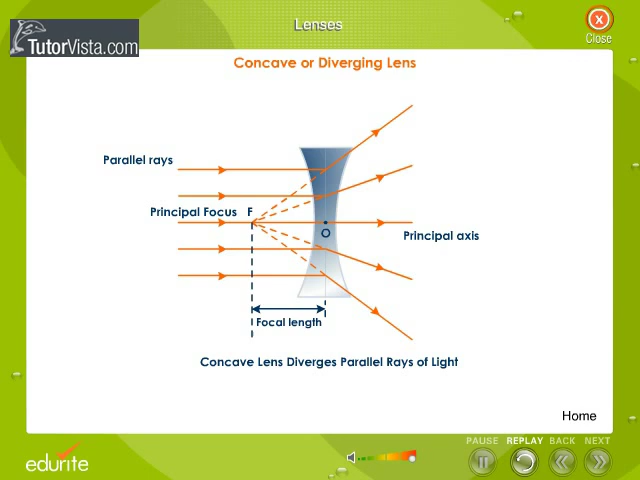 Lenses
Close
TutorVista.com
Concave or Diverging Lens
Parallel rays
Principal Focus F
O
Principal axis
Focal length
Concave Lens Diverges Parallel Rays of Light
Home
PAUSE REPLAY BACK NEXT
edurite